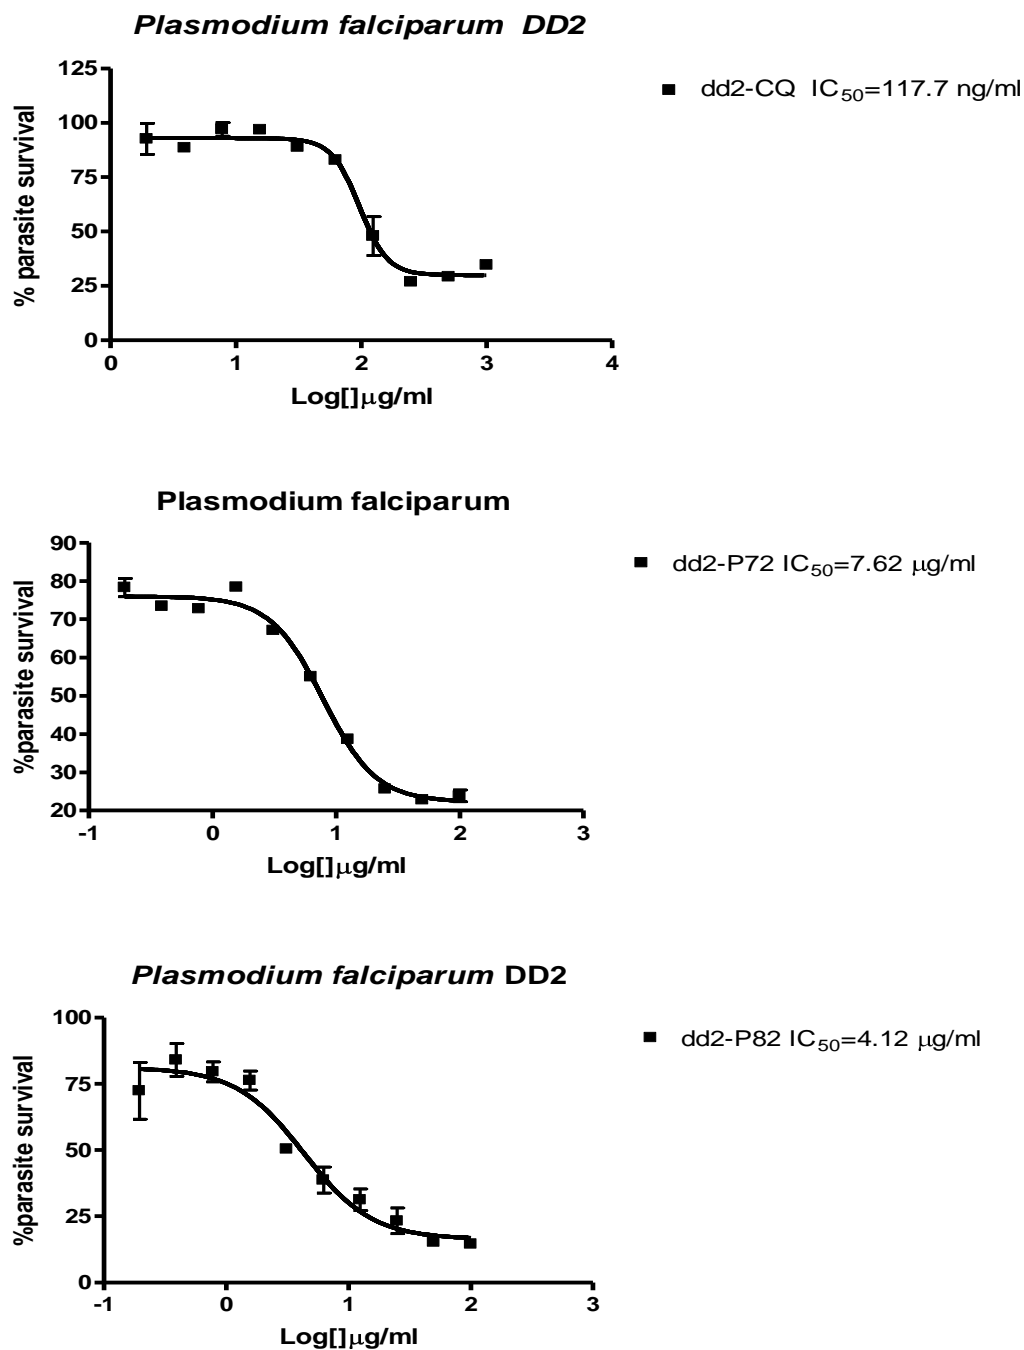 Plasmodium falciparum DD2
125
100
75
50
25
0
0 1 2 3 4
% parasite survival
Log[]µg/ml
dd2-CQ IC50=117.7 ng/ml
Plasmodium falciparum
90
80
70
60
50
40
30
20
-1 0 1 2 3
%parasite survival
Log[]µg/ml
dd2-P72 IC50=7.62 µg/ml
Plasmodium falciparum DD2
100
75
50
25
0
-1 0 1 2 3
%parasite survival
Log[]µg/ml
dd2-P82 IC50=4.12 µg/ml